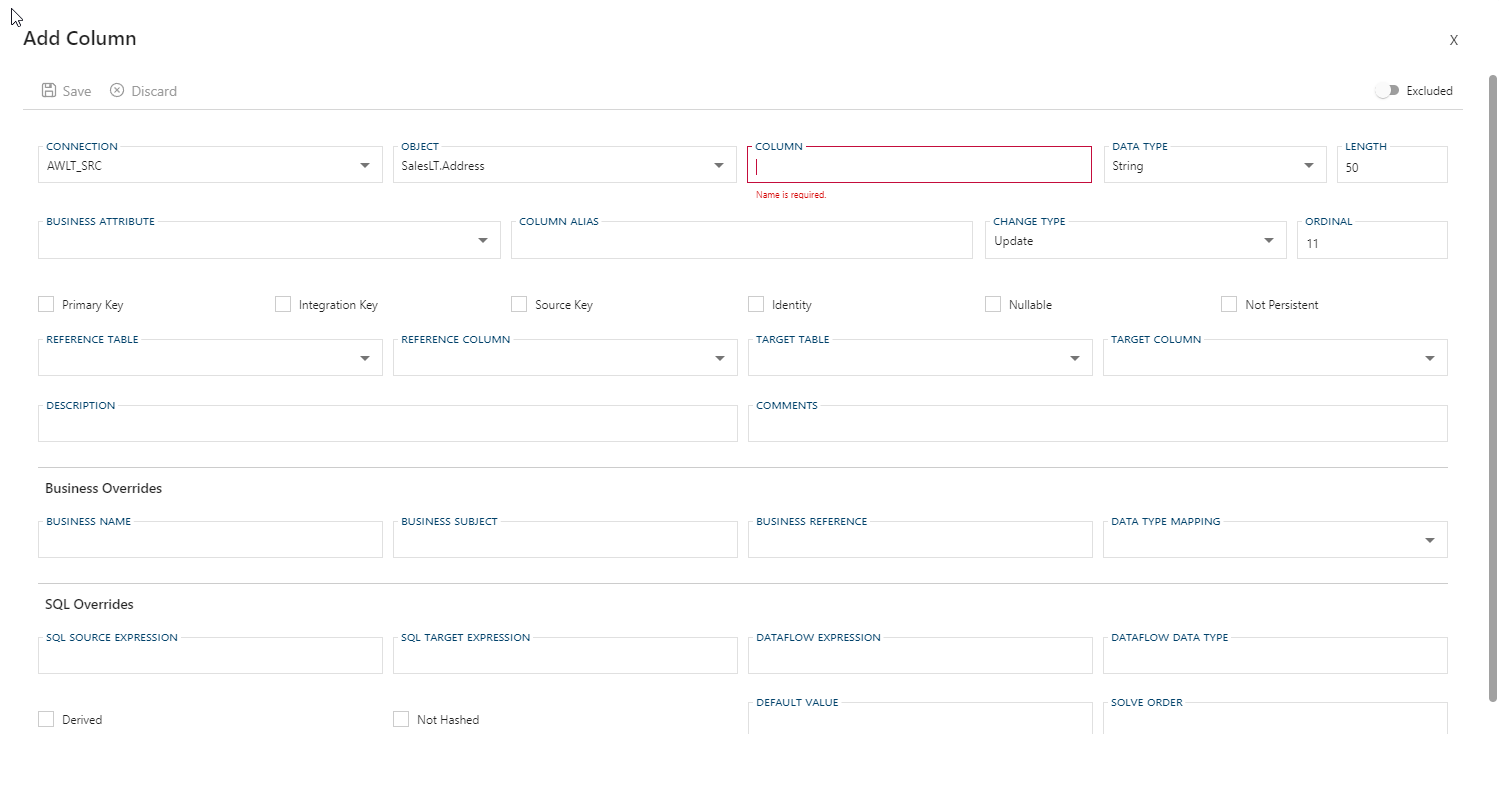 Add Column
X
Save Discard Excluded
CONNECTION OBJECT COLUMN DATA TYPE LENGTH
AWLT_SRC SalesLT.Address String 50
Name is required.
BUSINESS ATTRIBUTE COLUMN ALIAS CHANGE TYPE ORDINAL
Update 11
Primary Key Integration Key Source Key Identity Nullable Not Persistent
REFERENCE TABLE REFERENCE COLUMN TARGET TABLE TARGET COLUMN
DESCRIPTION COMMENTS
Business Overrides
BUSINESS NAME BUSINESS SUBJECT BUSINESS REFERENCE DATA TYPE MAPPING
SQL Overrides
SQL SOURCE EXPRESSION SQL TARGET EXPRESSION DATAFLOW EXPRESSION DATAFLOW DATA TYPE
DEFAULT VALUE SOLVE ORDER
Derived Not Hashed